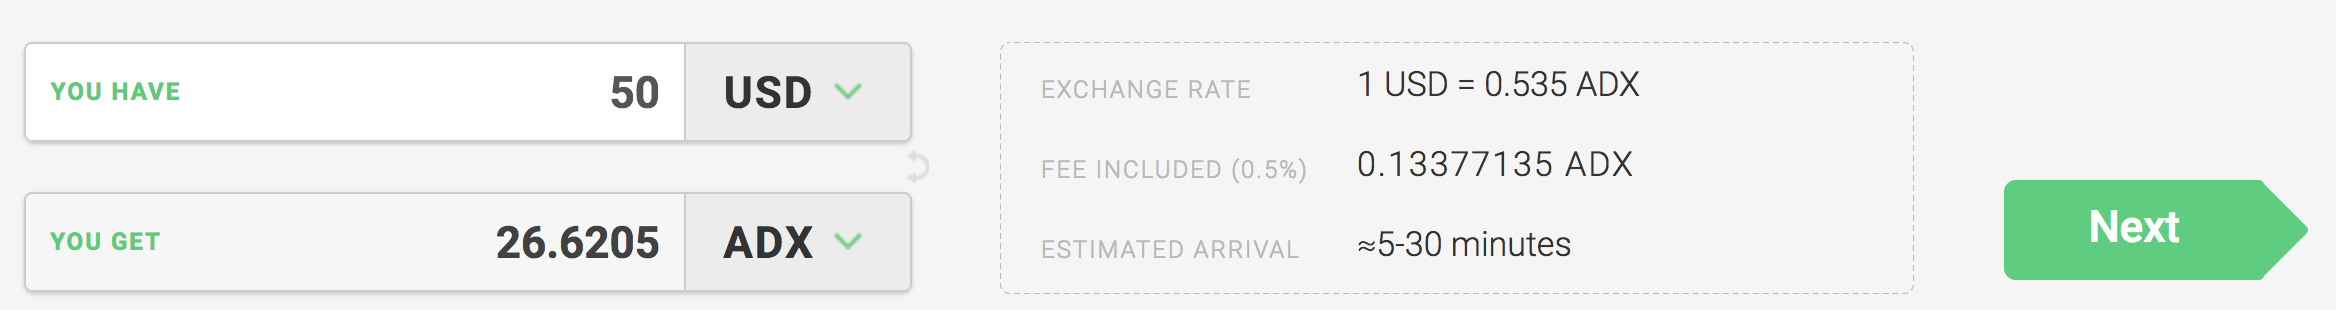 YOU HAVE 50 USD
YOU GET 26.6205 ADX
EXCHANGE RATE 1 USD = 0.535 ADX
FEE INCLUDED (0.5%) 0.13377135 ADX
ESTIMATED ARRIVAL ≈5-30 minutes
Next